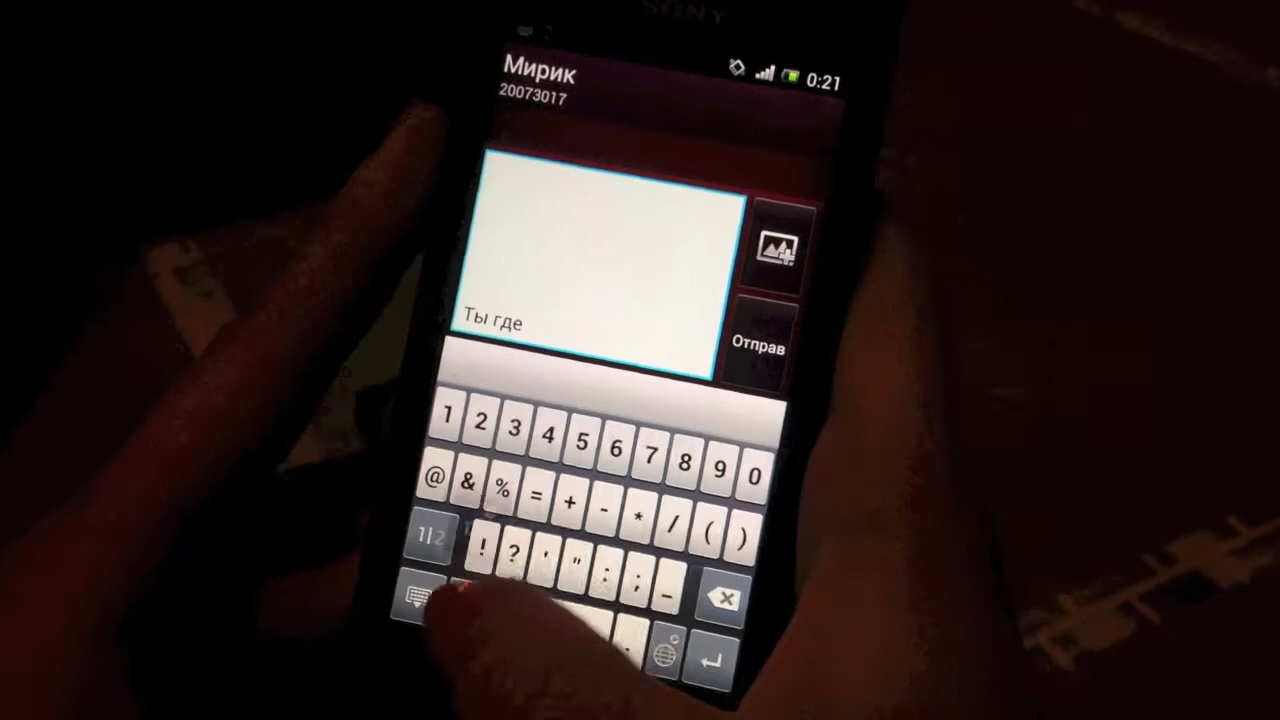 SONY
0:21
Мирик
20073017
Ты где
Отправ
1 2 3 4 5 6 7 8 9 0
@ & % = + - * / ( )
1|2 ! ? ' " : ; _
.